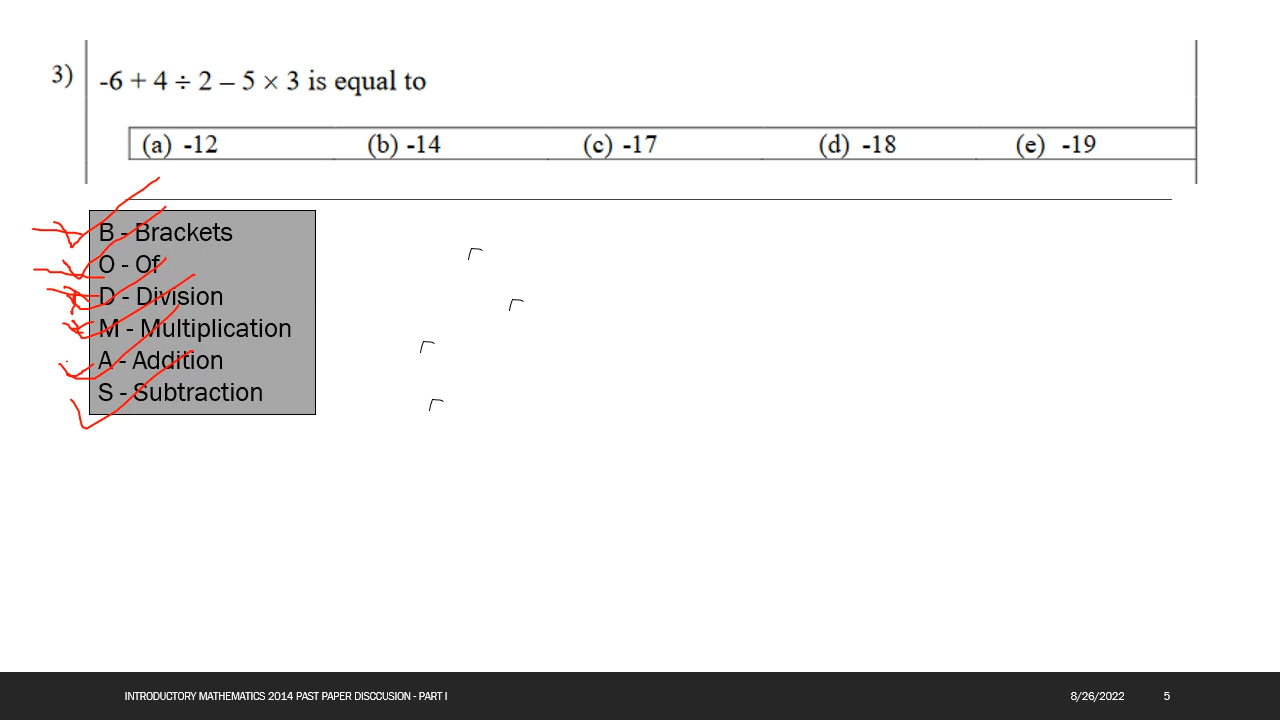 3) -6 + 4 ÷ 2 – 5 × 3 is equal to
(a) -12 (b) -14 (c) -17 (d) -18 (e) -19
B - Brackets
O - Of
D - Division
M - Multiplication
A - Addition
S - Subtraction
INTRODUCTORY MATHEMATICS 2014 PAST PAPER DISCCUSION - PART I 8/26/2022 5